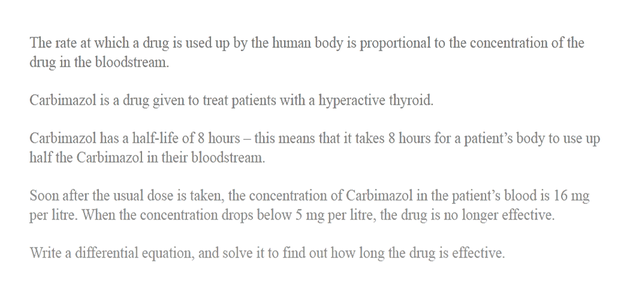 The rate at which a drug is used up by the human body is proportional to the concentration of the
drug in the bloodstream.
Carbimazol is a drug given to treat patients with a hyperactive thyroid.
Carbimazol has a half-life of 8 hours – this means that it takes 8 hours for a patient's body to use up
half the Carbimazol in their bloodstream.
Soon after the usual dose is taken, the concentration of Carbimazol in the patient's blood is 16 mg
per litre. When the concentration drops below 5 mg per litre, the drug is no longer effective.
Write a differential equation, and solve it to find out how long the drug is effective.